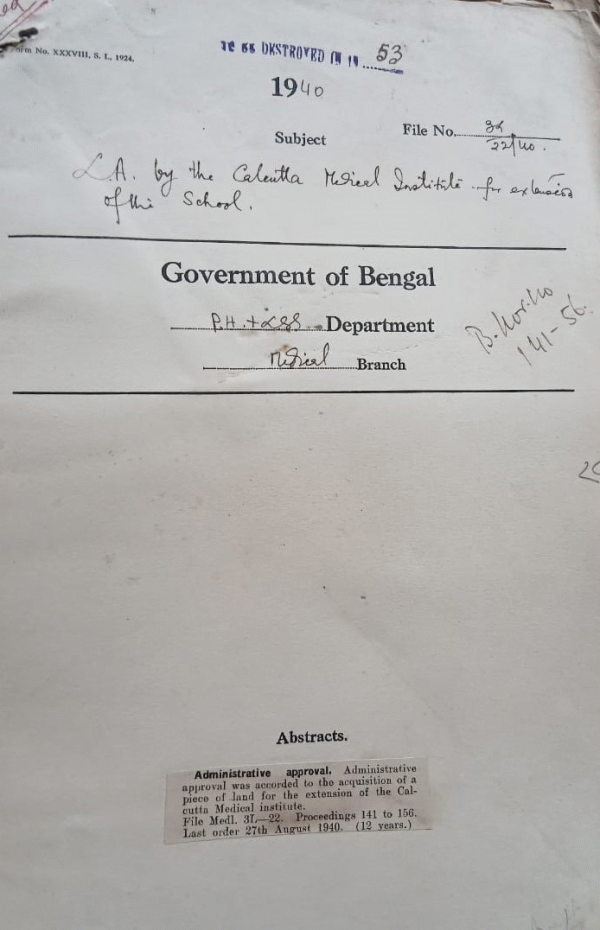 Form No. XXXVIII, S. L., 1924.
TO BE DESTROYED IN 19 53
1940
File No. 3L
22/40.
Subject
L.A. by the Calcutta Medical Institute for extension
of the School.
Government of Bengal
P.H. + LSG Department
Medical Branch
B. Nov. 40
141-56.
Abstracts.
Administrative approval. Administrative
approval was accorded to the acquisition of a
piece of land for the extension of the Cal-
cutta Medical institute.
File Medl. 3L—22. Proceedings 141 to 156.
Last order 27th August 1940. (12 years.)